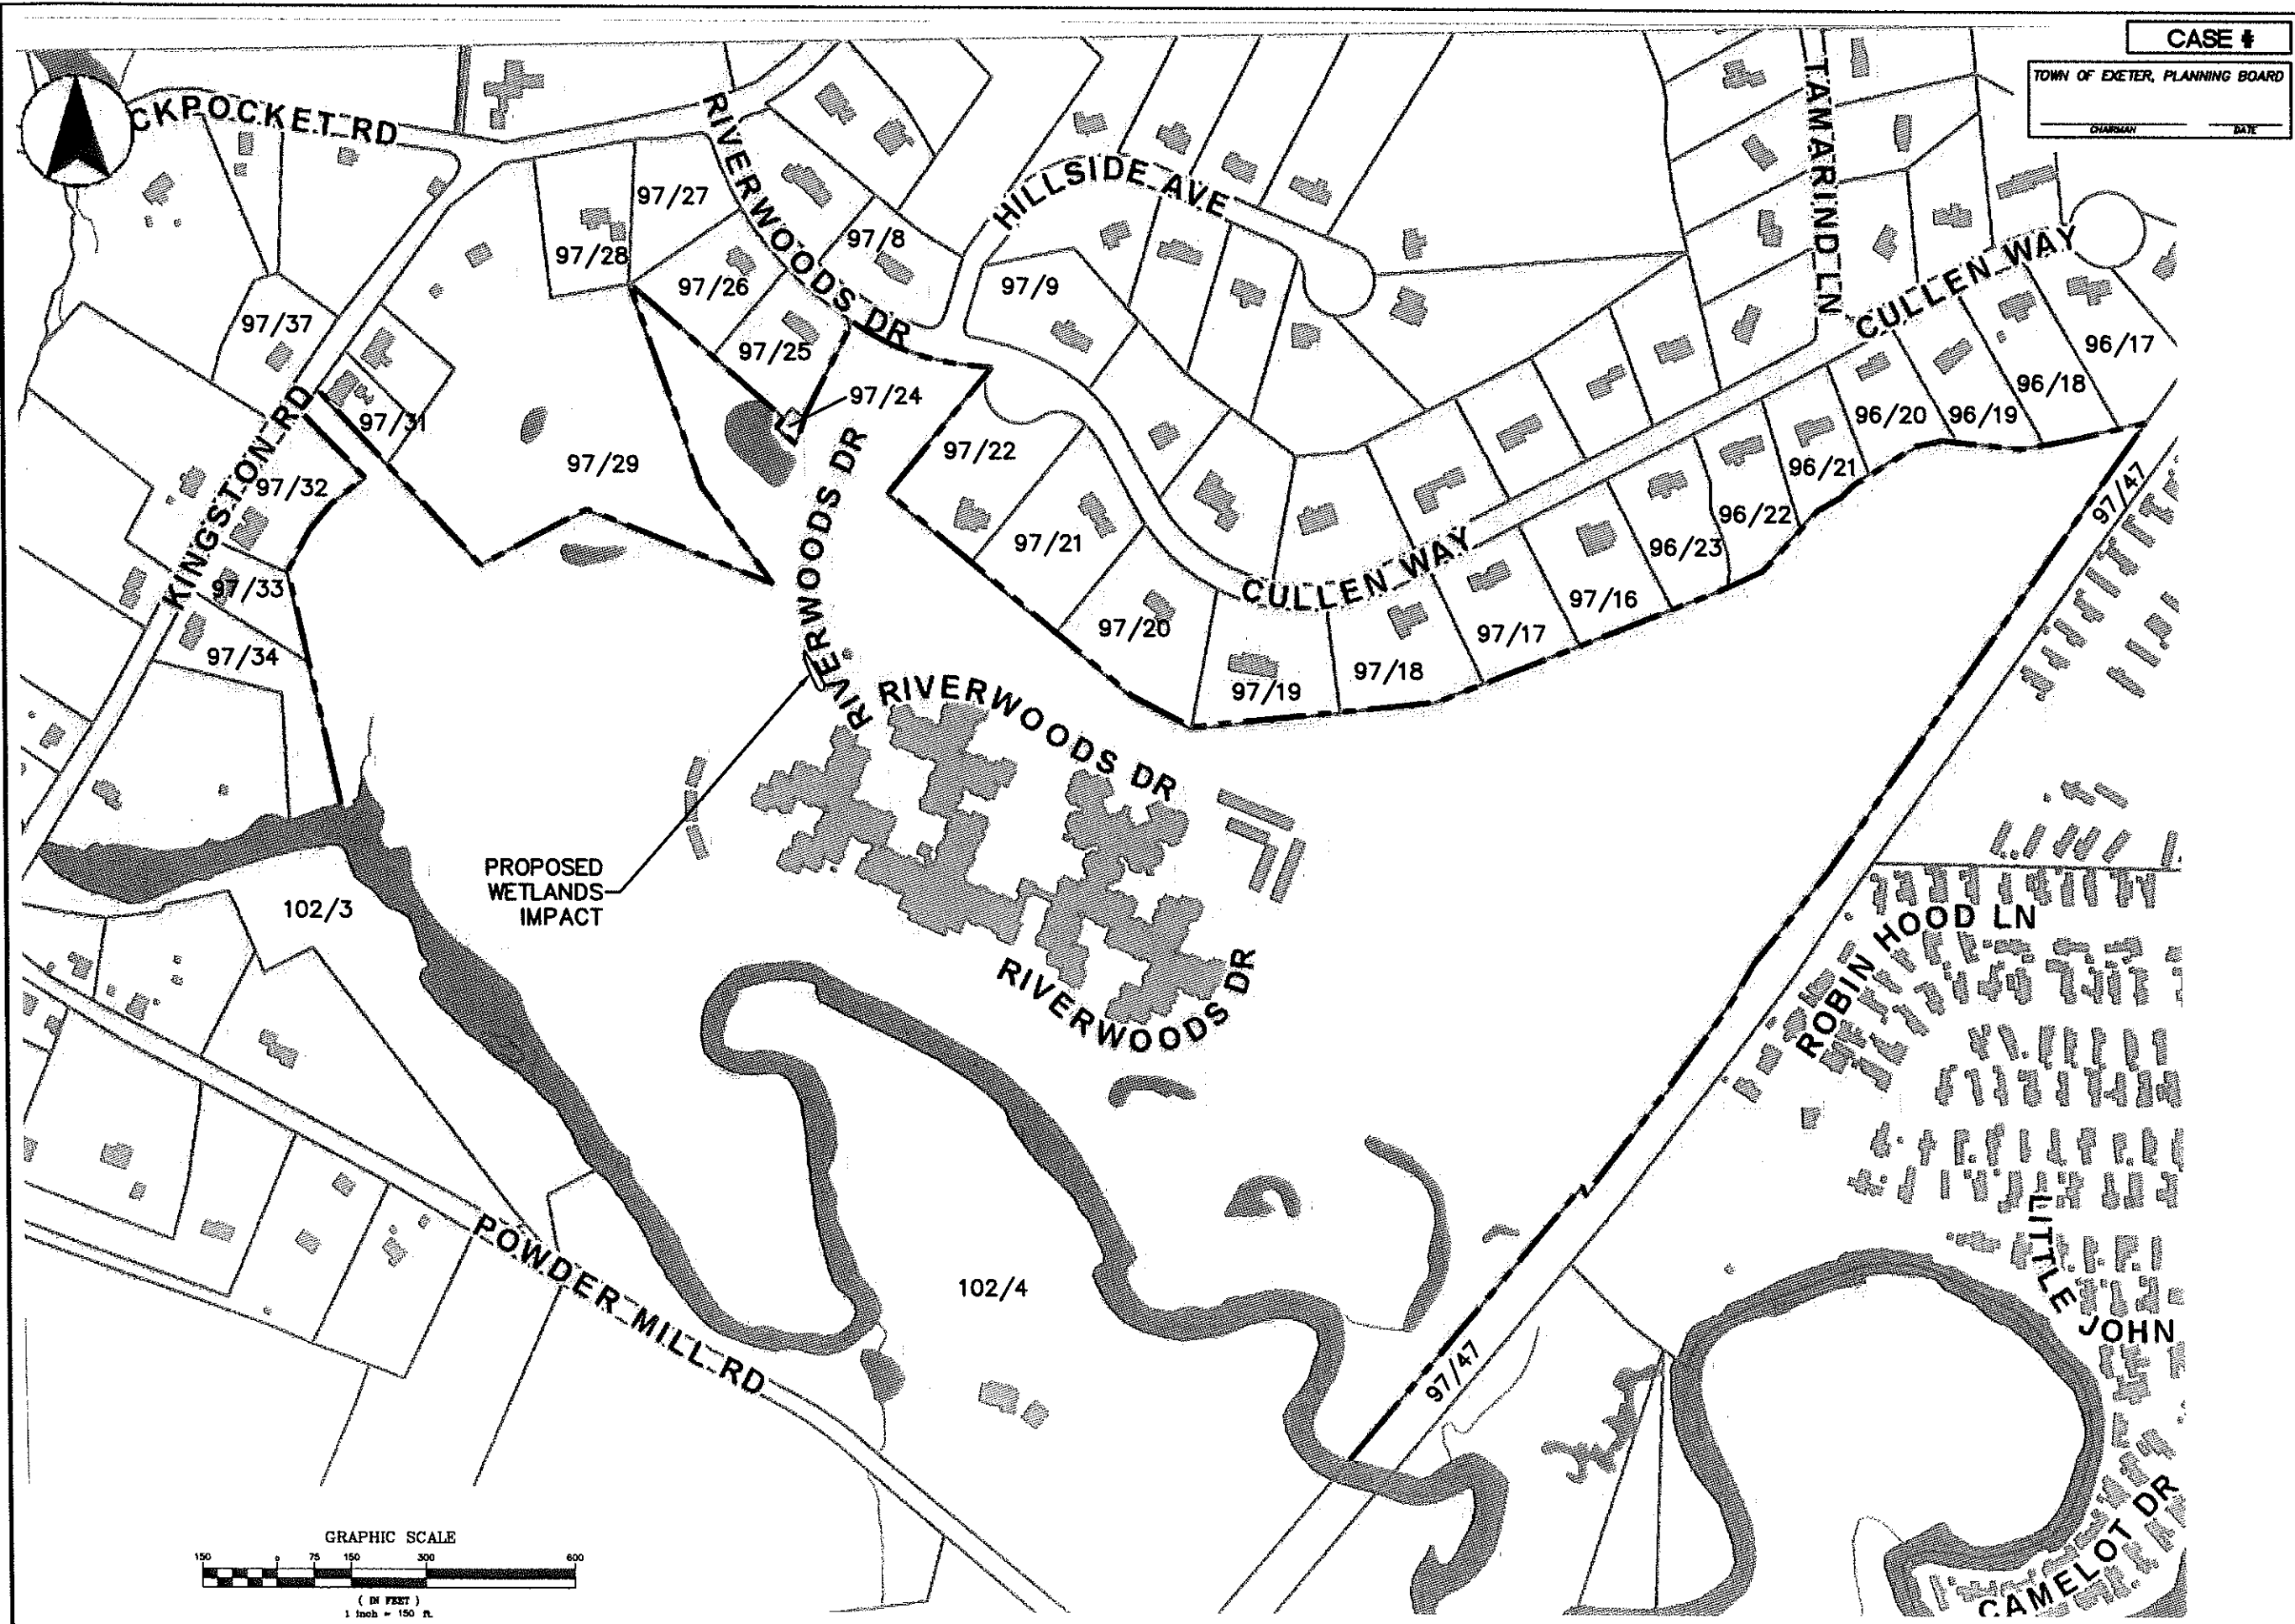 CASE #
TOWN OF EXETER, PLANNING BOARD
CHAIRMAN
DATE
CKPOCKET RD
RIVERWOODS DR
HILLSIDE AVE
TAMARIND LN
CULLEN WAY
97/27
97/28
97/8
97/26
97/9
97/37
97/25
96/17
96/18
97/24
97/31
96/20
96/19
97/22
97/29
96/21
97/32
97/47
KINGSTON RD
RIVERWOODS DR
96/22
97/21
96/23
97/33
CULLEN WAY
97/16
97/20
97/17
97/34
97/18
97/19
RIVERWOODS DR
PROPOSED
WETLANDS
IMPACT
102/3
ROBIN HOOD LN
RIVERWOODS DR
POWDER MILL RD
102/4
LITTLE JOHN
97/47
CAMELOT DR
GRAPHIC SCALE
150 0 75 150 300 600
( IN FEET )
1 inch = 150 ft.